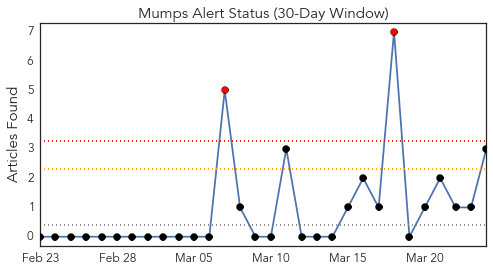 Mumps Alert Status (30-Day Window)
Articles Found
7
6
5
4
3
2
1
0
Feb 23
Feb 28
Mar 05
Mar 10
Mar 15
Mar 20